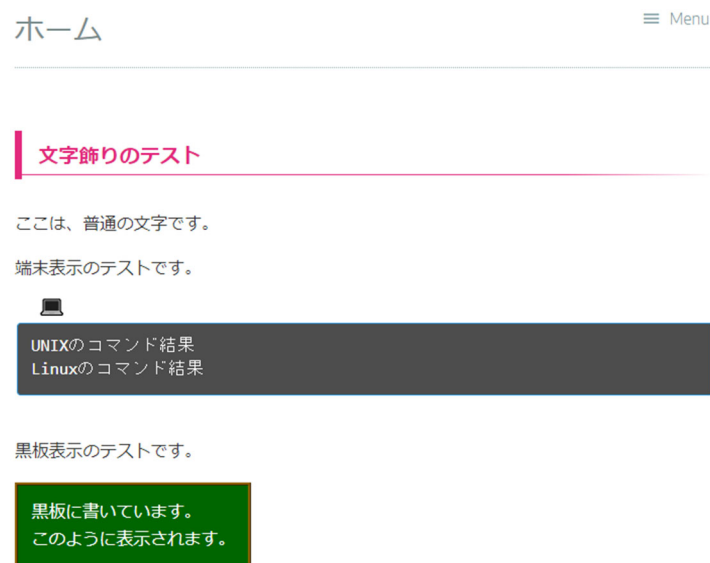 ホーム
Menu
文字飾りのテスト
ここは、普通の文字です。
端末表示のテストです。
UNIXのコマンド結果
Linuxのコマンド結果
黒板表示のテストです。
黒板に書いています。
このように表示されます。